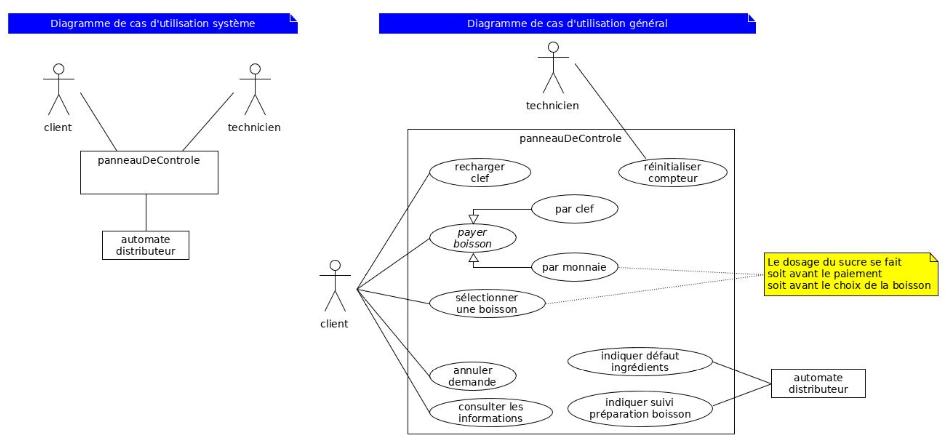 Diagramme de cas d'utilisation système
client
technicien
panneauDeControle
automate
distributeur
Diagramme de cas d'utilisation général
technicien
panneauDeControle
recharger
clef
réinitialiser
compteur
par clef
payer
boisson
par monnaie
Le dosage du sucre se fait
soit avant le paiement
soit avant le choix de la boisson
sélectionner
une boisson
client
annuler
demande
indiquer défaut
ingrédients
automate
distributeur
consulter les
informations
indiquer suivi
préparation boisson